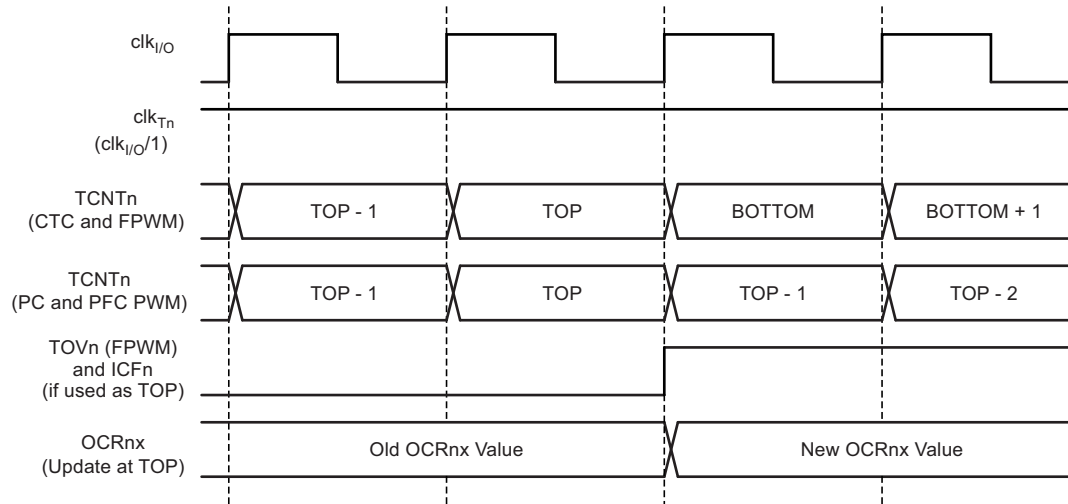 clkI/O
clkTn
(clkI/O/1)
TCNTn
(CTC and FPWM)
TOP - 1
TOP
BOTTOM
BOTTOM + 1
TCNTn
(PC and PFC PWM)
TOP - 1
TOP
TOP - 1
TOP - 2
TOVn (FPWM)
and ICFn
(if used as TOP)
OCRnx
(Update at TOP)
Old OCRnx Value
New OCRnx Value